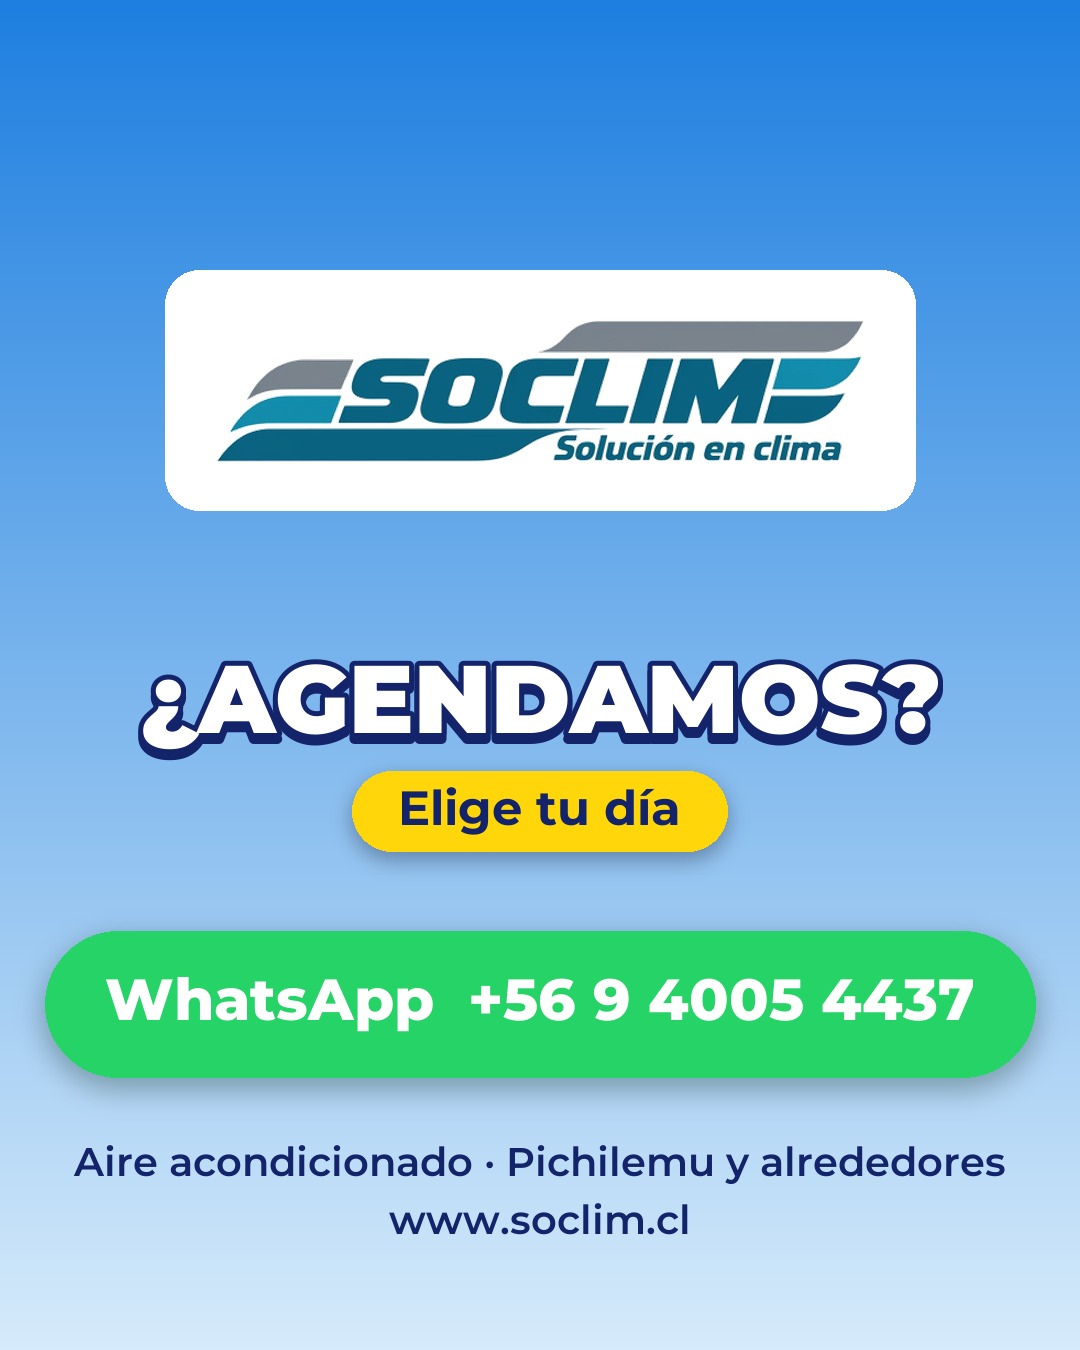 SOCLIM
Solución en clima
¿AGENDAMOS?
Elige tu día
WhatsApp +56 9 4005 4437
Aire acondicionado · Pichilemu y alrededores
www.soclim.cl